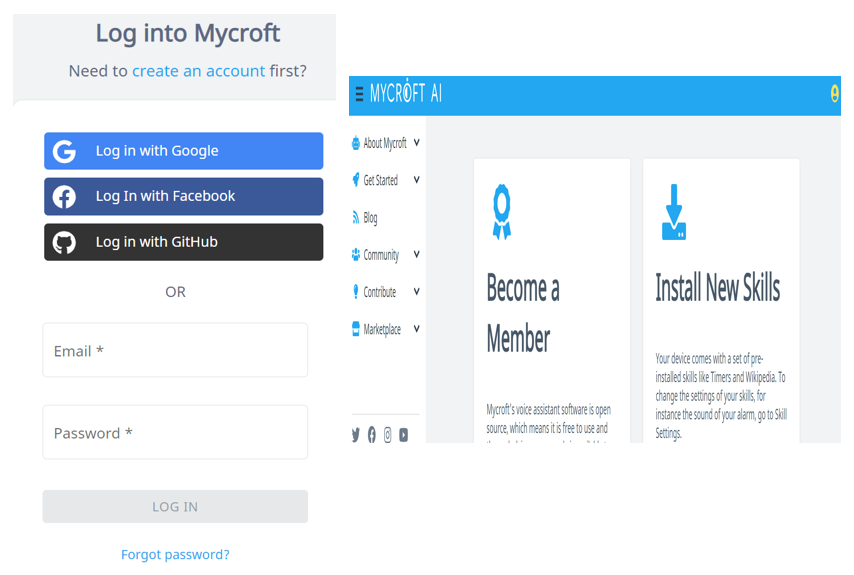 Log into Mycroft
Need to create an account first?
Log in with Google
Log In with Facebook
Log in with GitHub
OR
Email *
Password *
LOG IN
Forgot password?
MYCROFT AI
About Mycroft
Get Started
Blog
Community
Contribute
Marketplace
Become a
Member
Mycroft's voice assistant software is open
source, which means it is free to use and
Install New Skills
Your device comes with a set of pre-
installed skills like Timers and Wikipedia. To
change the settings of your skills, for
instance the sound of your alarm, go to Skill
Settings.